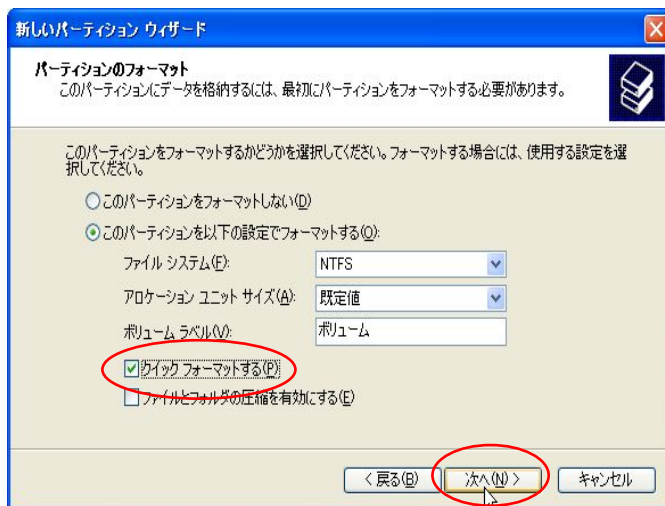 新しいパーティション ウィザード
パーティションのフォーマット
このパーティションにデータを格納するには、最初にパーティションをフォーマットする必要があります。
このパーティションをフォーマットするかどうかを選択してください。フォーマットする場合には、使用する設定を選
択してください。
このパーティションをフォーマットしない(D)
このパーティションを以下の設定でフォーマットする(O):
ファイル システム(F): NTFS
アロケーション ユニット サイズ(A): 既定値
ボリューム ラベル(V): ボリューム
クイック フォーマットする(P)
ファイルとフォルダの圧縮を有効にする(E)
< 戻る(B) 次へ(N) > キャンセル